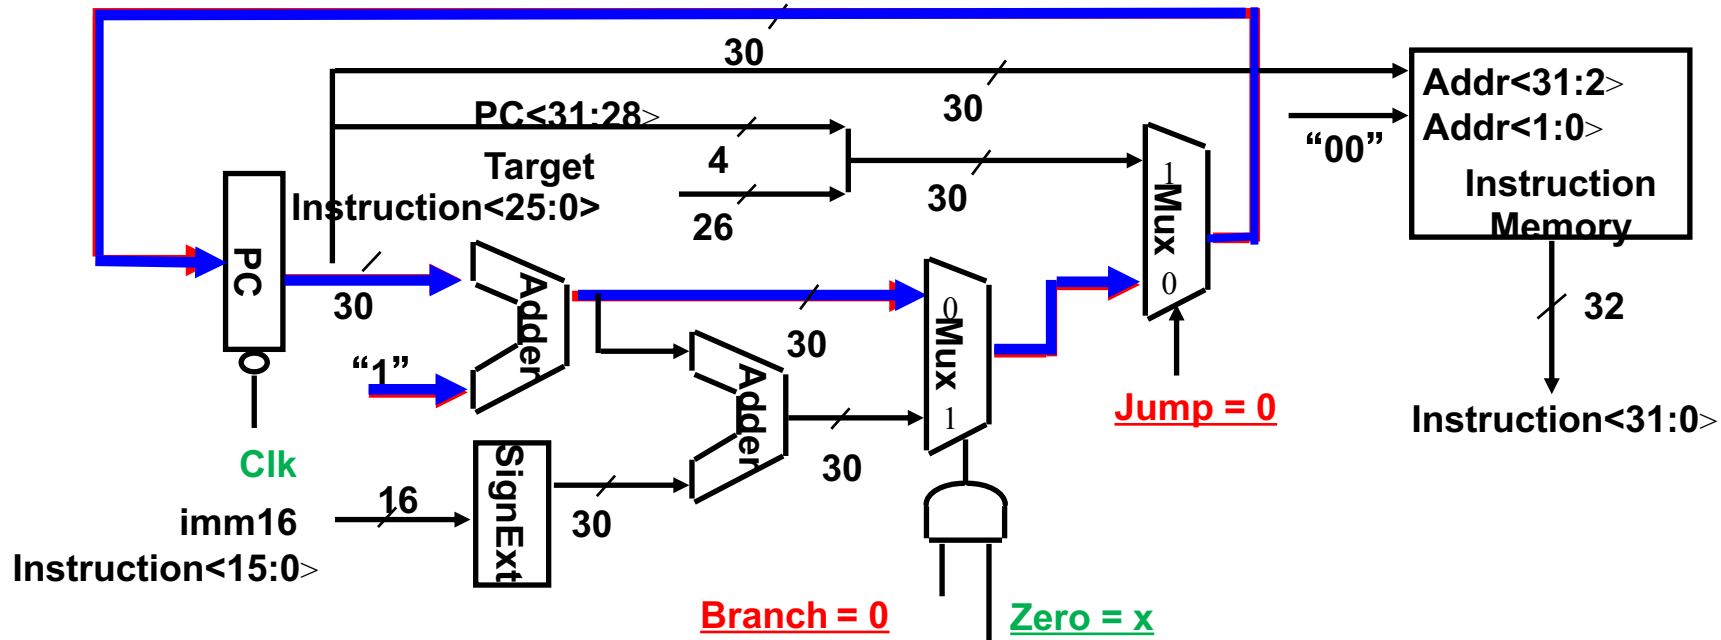 30
30
Addr<31:2>
PC<31:28>
Addr<1:0>
“00”
4
Target
30
1
Mux
0
Instruction
Memory
Instruction<25:0>
26
PC
30
Adder
30
0
Mux
1
32
“1”
Adder
Jump = 0
Instruction<31:0>
30
Clk
SignExt
16
30
imm16
Instruction<15:0>
Branch = 0
Zero = x